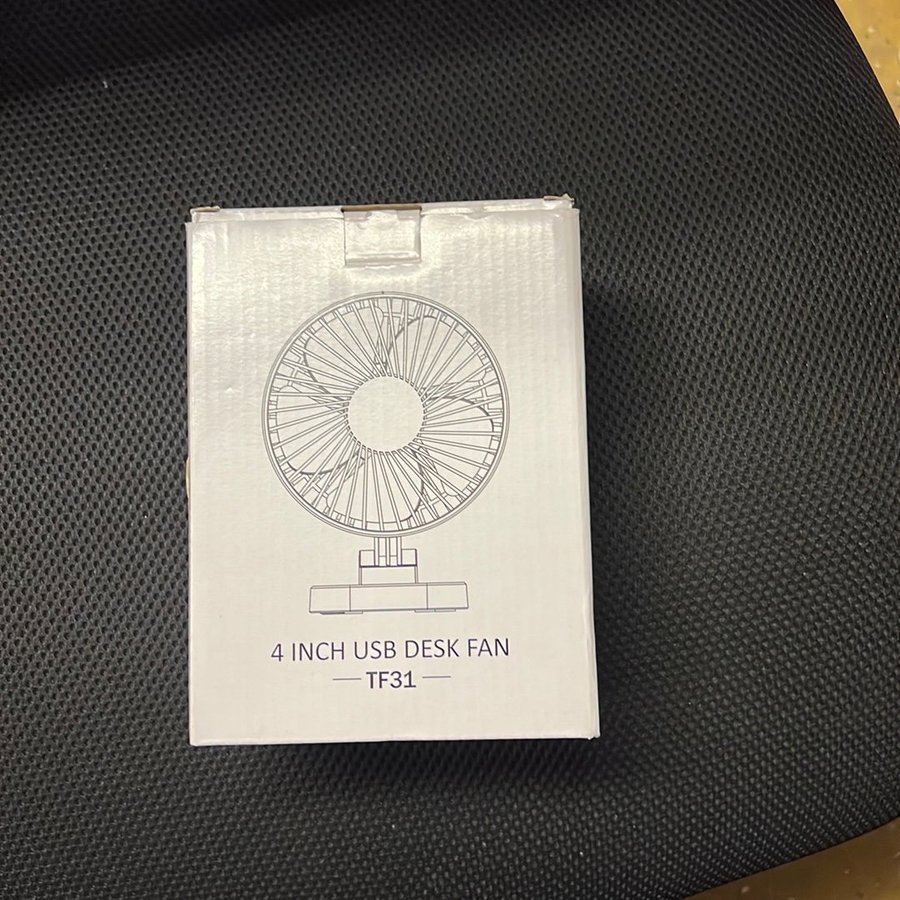 4 INCH USB DESK FAN
TF31